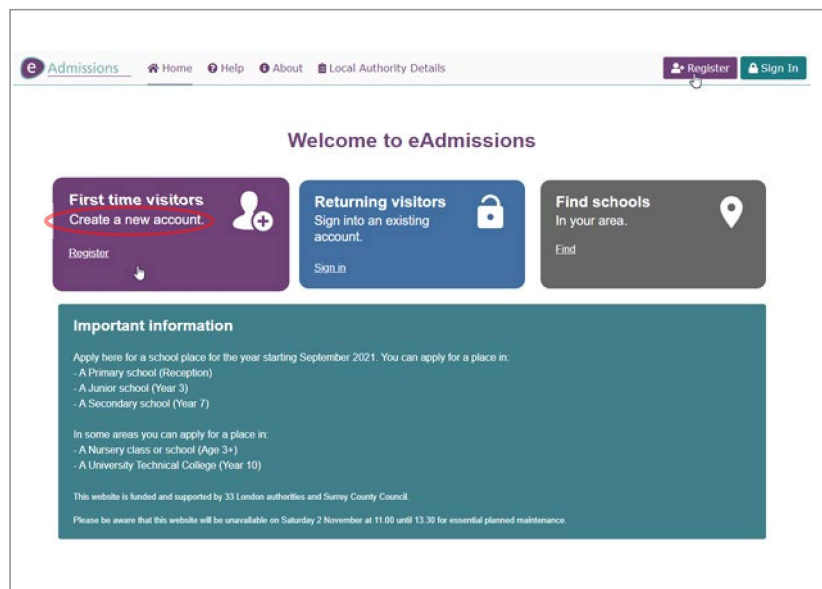 e Admissions Home Help About Local Authority Details Register Sign In
Welcome to eAdmissions
First time visitors
Create a new account.
Register
Returning visitors
Sign into an existing
account.
Sign in
Find schools
In your area.
Find
Important information
Apply here for a school place for the year starting September 2021. You can apply for a place in:
- A Primary school (Reception)
- A Junior school (Year 3)
- A Secondary school (Year 7)
In some areas you can apply for a place in:
- A Nursery class or school (Age 3+)
- A University Technical College (Year 10)
This website is funded and supported by 33 London authorities and Surrey County Council.
Please be aware that this website will be unavailable on Saturday 2 November at 11.00 until 13.30 for essential planned maintenance.